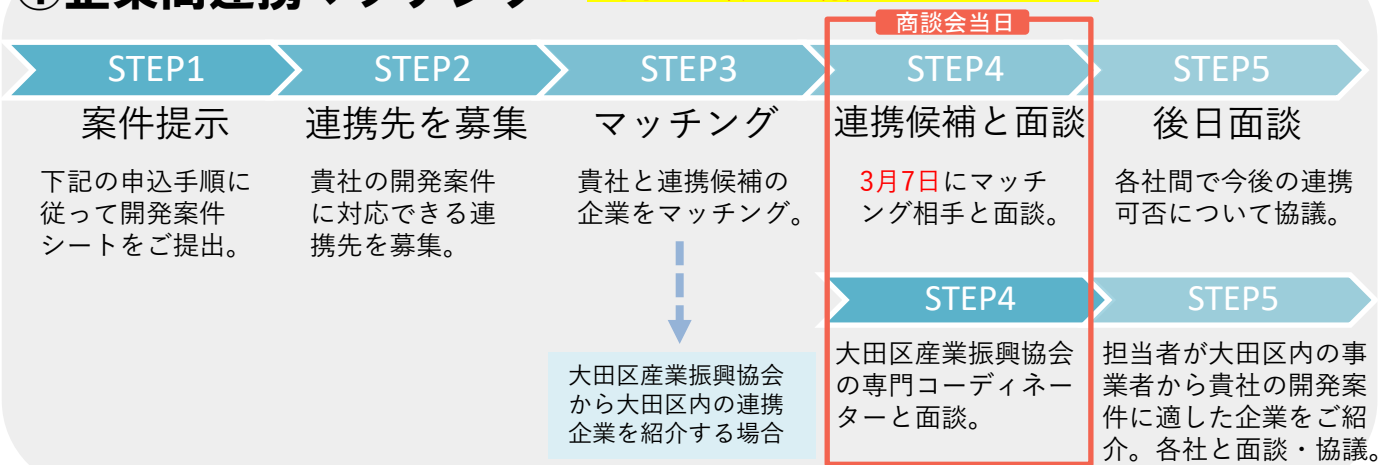 ①企業間連携マッチング
商談会当日
STEP1
STEP2
STEP3
STEP4
STEP5
案件提示
連携先を募集
マッチング
連携候補と面談
後日面談
下記の申込手順に
従って開発案件
シートをご提出。
貴社の開発案件
に対応できる連
携先を募集。
貴社と連携候補の
企業をマッチング。
3月7日にマッチ
ング相手と面談。
各社間で今後の連携
可否について協議。
STEP4
STEP5
大田区産業振興協会
から大田区内の連携
企業を紹介する場合
大田区産業振興協会
の専門コーディネー
ターと面談。
担当者が大田区内の事
業者から貴社の開発案
件に適した企業をご紹
介。各社と面談・協議。